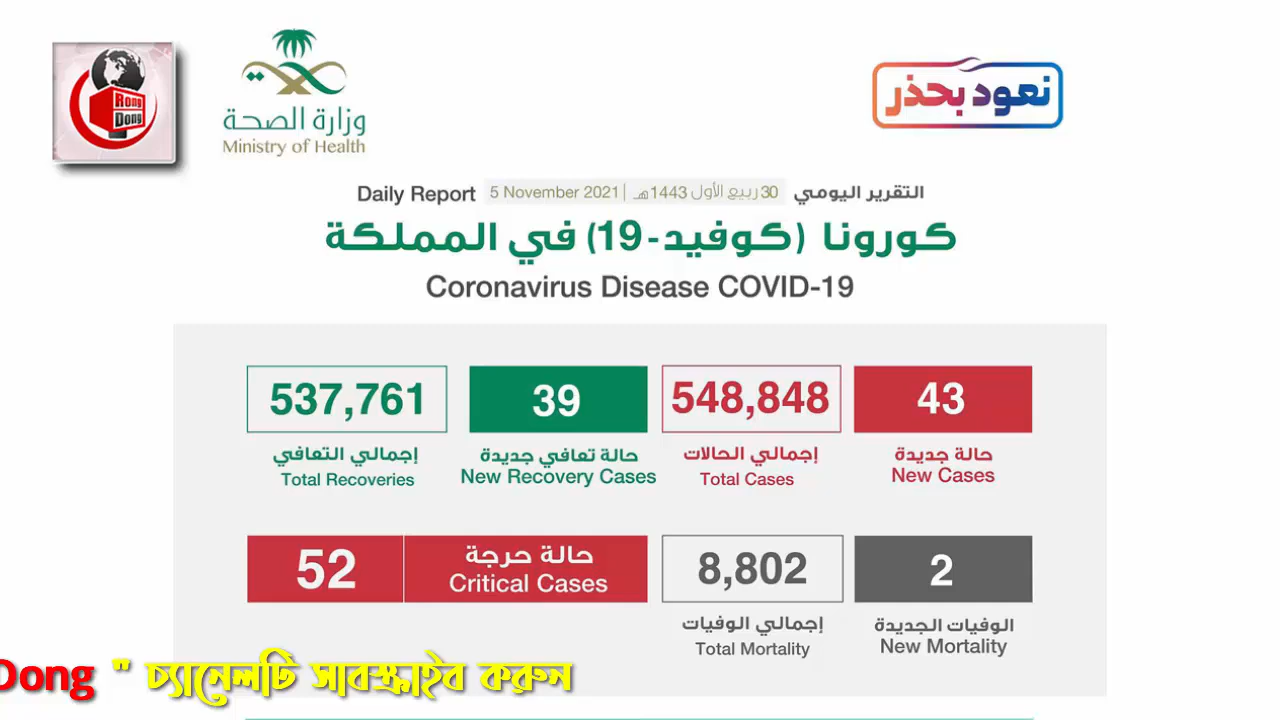 Rong
Dong
وزارة الصحة
Ministry of Health
نعود بحذر
Daily Report 5 November 2021 | 30 ربيع الأول 1443هـ التقرير اليومي
كورونا (كوفيد-19) في المملكة
Coronavirus Disease COVID-19
537,761 39 548,848 43
إجمالي التعافي حالة تعافي جديدة إجمالي الحالات حالة جديدة
Total Recoveries New Recovery Cases Total Cases New Cases
52 حالة حرجة 8,802 2
Critical Cases
إجمالي الوفيات الوفيات الجديدة
Total Mortality New Mortality
Dong " চ্যানেলটি সাবস্ক্রাইব করুন